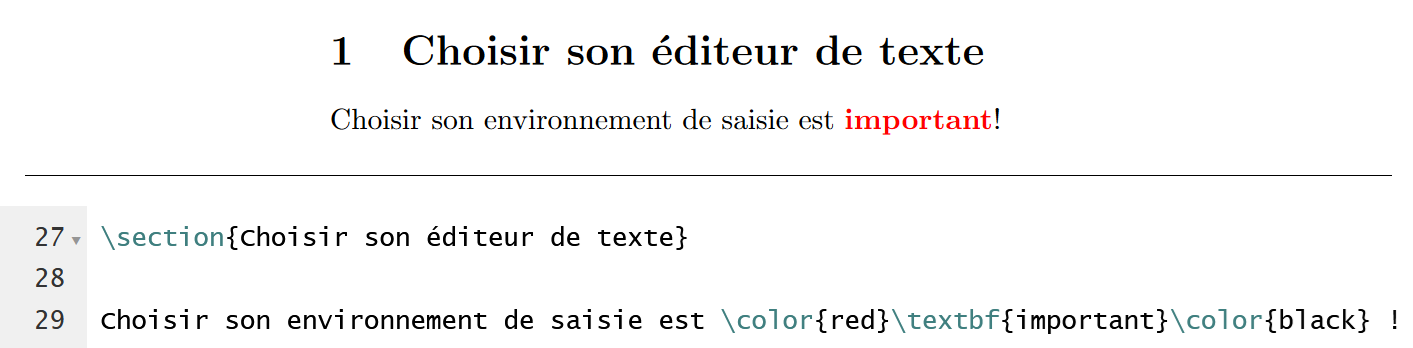 1 Choisir son éditeur de texte
Choisir son environnement de saisie est important!
27 \section{Choisir son éditeur de texte}
28
29 Choisir son environnement de saisie est \color{red}\textbf{important}\color{black} !